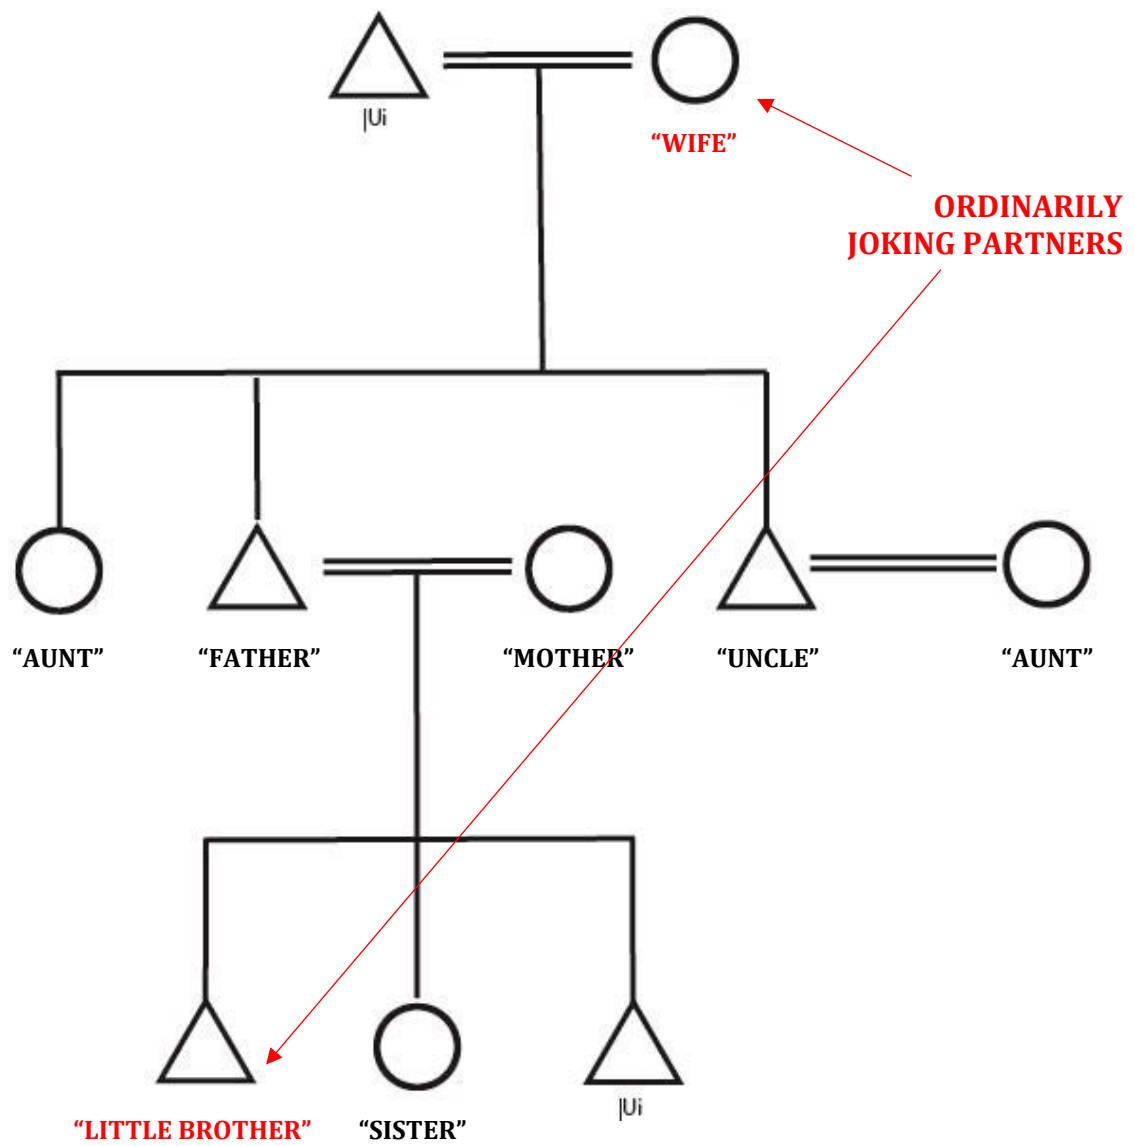 |Ui
“WIFE”
ORDINARILY
JOKING PARTNERS
“AUNT” “FATHER” “MOTHER” “UNCLE” “AUNT”
|Ui
“LITTLE BROTHER” “SISTER”